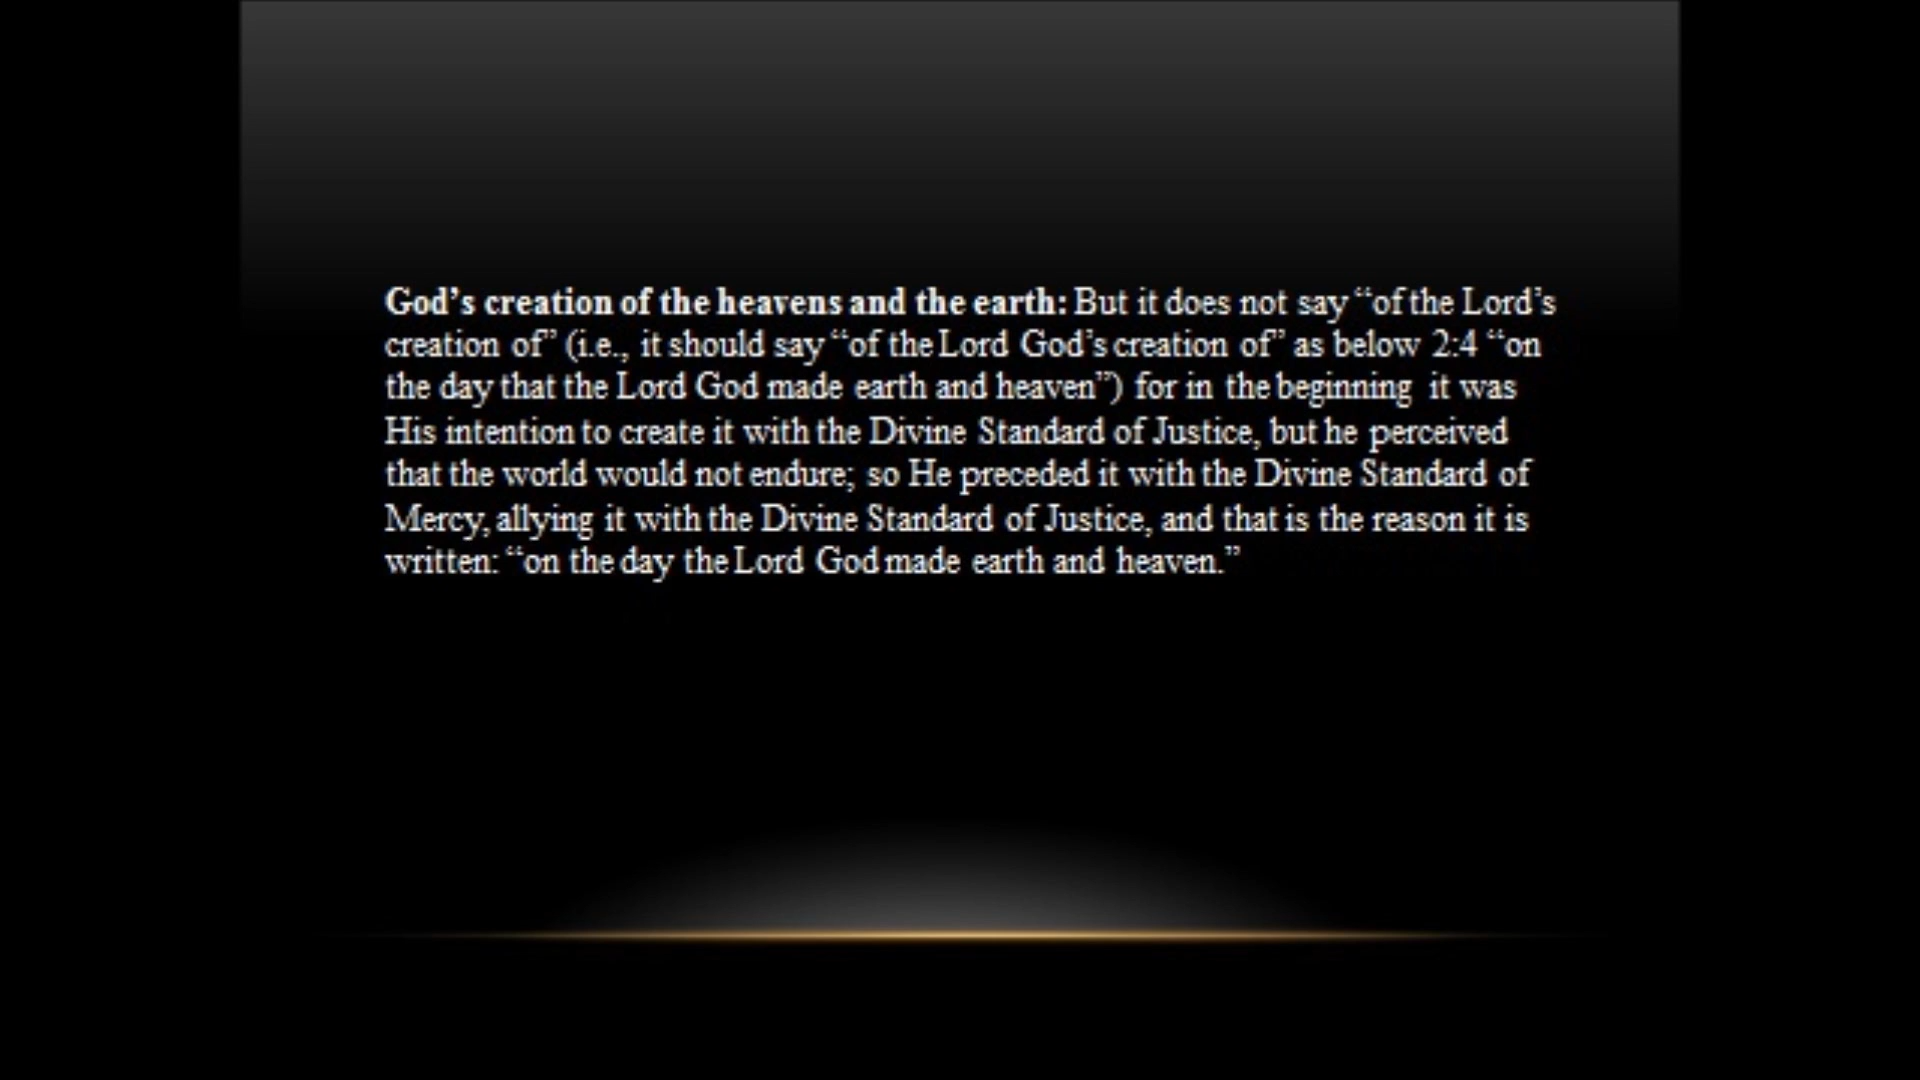 God’s creation of the heavens and the earth: But it does not say “of the Lord’s
creation of” (i.e., it should say “of the Lord God’s creation of” as below 2:4 “on
the day that the Lord God made earth and heaven”) for in the beginning it was
His intention to create it with the Divine Standard of Justice, but he perceived
that the world would not endure; so He preceded it with the Divine Standard of
Mercy, allying it with the Divine Standard of Justice, and that is the reason it is
written: “on the day the Lord God made earth and heaven.”